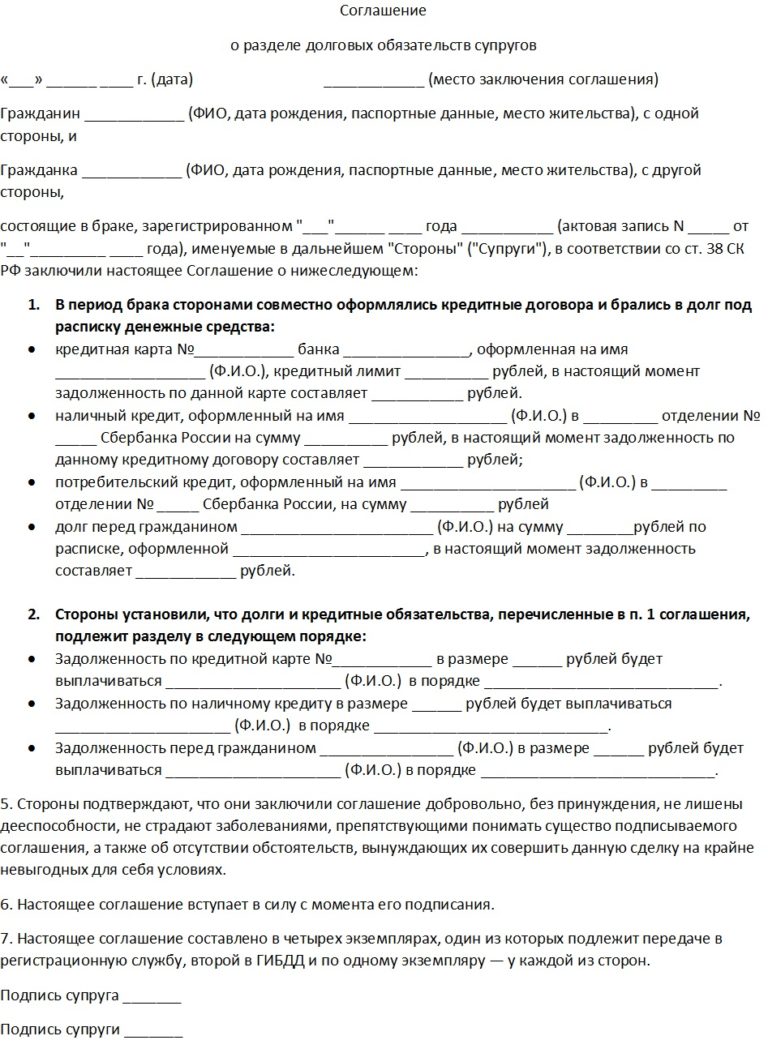 Соглашение
о разделе долговых обязательств супругов
«___» ______ ____ г. (дата) ____________ (место заключения соглашения)
Гражданин ____________ (ФИО, дата рождения, паспортные данные, место жительства), с одной
стороны, и
Гражданка ____________ (ФИО, дата рождения, паспортные данные, место жительства), с другой
стороны,
состоящие в браке, зарегистрированном "___"______ ____ года ___________ (актовая запись N _____ от
"__"_________ ____ года), именуемые в дальнейшем "Стороны" ("Супруги"), в соответствии со ст. 38 СК
РФ заключили настоящее Соглашение о нижеследующем:
1. В период брака сторонами совместно оформлялись кредитные договора и брались в долг под
расписку денежные средства:
● кредитная карта №____________ банка _______________, оформленная на имя
__________________ (Ф.И.О.), кредитный лимит __________ рублей, в настоящий момент
задолженность по данной карте составляет ___________ рублей.
● наличный кредит, оформленный на имя ___________________ (Ф.И.О.) в _________ отделении №
_____ Сбербанка России на сумму __________ рублей, в настоящий момент задолженность по
данному кредитному договору составляет ____________ рублей;
● потребительский кредит, оформленный на имя _____________________ (Ф.И.О.) в _________
отделении № _____ Сбербанка России, на сумму __________ рублей
● долг перед гражданином _______________________ (Ф.И.О.) на сумму ________рублей по
расписке, оформленной _______________________, в настоящий момент задолженность
составляет ____________ рублей.
2. Стороны установили, что долги и кредитные обязательства, перечисленные в п. 1 соглашения,
подлежит разделу в следующем порядке:
● Задолженность по кредитной карте №____________ в размере ______ рублей будет
выплачиваться _____________________ (Ф.И.О.) в порядке ____________________________.
● Задолженность по наличному кредиту в размере ______ рублей будет выплачиваться
_____________________ (Ф.И.О.) в порядке ____________________________.
● Задолженность перед гражданином ________________ (Ф.И.О.) в размере ______ рублей будет
выплачиваться _____________________ (Ф.И.О.) в порядке ____________________________.
5. Стороны подтверждают, что они заключили соглашение добровольно, без принуждения, не лишены
дееспособности, не страдают заболеваниями, препятствующими понимать существо подписываемого
соглашения, а также об отсутствии обстоятельств, вынуждающих их совершить данную сделку на крайне
невыгодных для себя условиях.
6. Настоящее соглашение вступает в силу с момента его подписания.
7. Настоящее соглашение составлено в четырех экземплярах, один из которых подлежит передаче в
регистрационную службу, второй в ГИБДД и по одному экземпляру — у каждой из сторон.
Подпись супруга _______
Подпись супруги _______